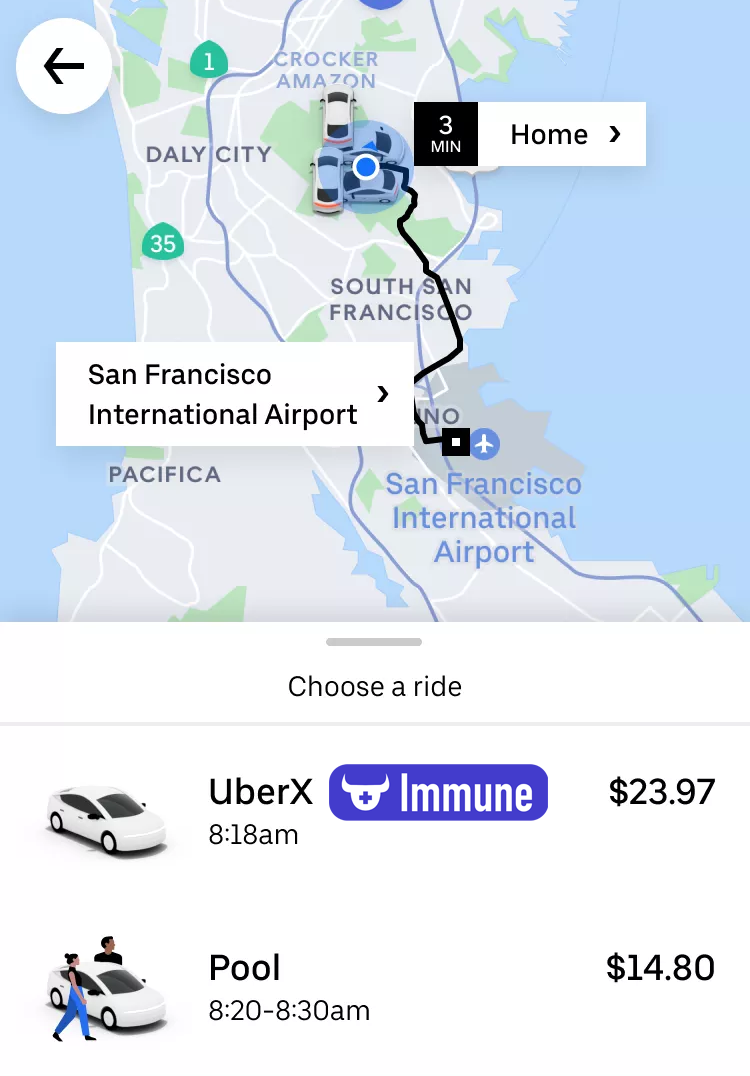 1
CROCKER
AMAZON
3
MIN
Home
DALY CITY
35
SOUTH SAN
FRANCISCO
San Francisco
International Airport
NO
PACIFICA
San Francisco
International
Airport
Choose a ride
UberX Immune $23.97
8:18am
Pool $14.80
8:20-8:30am